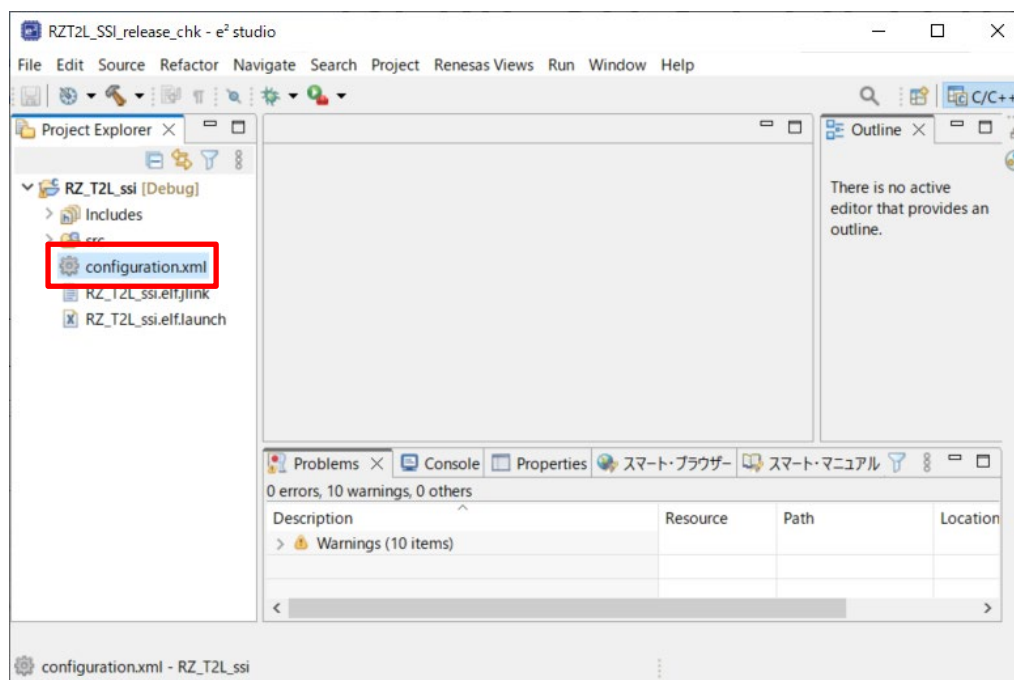 RZT2L_SSI_release_chk - e² studio
File Edit Source Refactor Navigate Search Project Renesas Views Run Window Help
C/C++
Project Explorer
Outline
RZ_T2L_ssi [Debug]
Includes
src
configuration.xml
RZ_T2L_ssi.elf.jlink
RZ_T2L_ssi.elf.launch
There is no active
editor that provides an
outline.
Problems Console Properties スマート・ブラウザー スマート・マニュアル
0 errors, 10 warnings, 0 others
Description Resource Path Location
Warnings (10 items)
configuration.xml - RZ_T2L_ssi